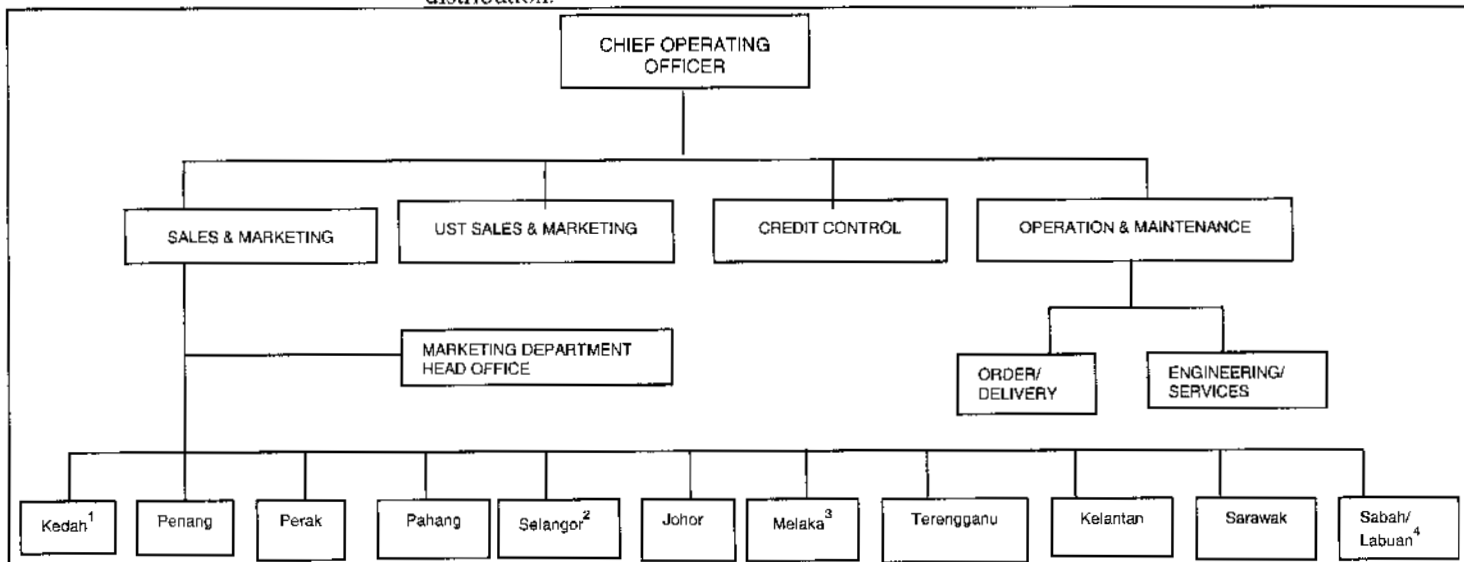 distribution.
CHIEF OPERATING
OFFICER
SALES & MARKETING
UST SALES & MARKETING
CREDIT CONTROL
OPERATION & MAINTENANCE
MARKETING DEPARTMENT
HEAD OFFICE
ORDER/
DELIVERY
ENGINEERING/
SERVICES
Kedah¹
Penang
Perak
Pahang
Selangor²
Johor
Melaka³
Terengganu
Kelantan
Sarawak
Sabah/
Labuan⁴